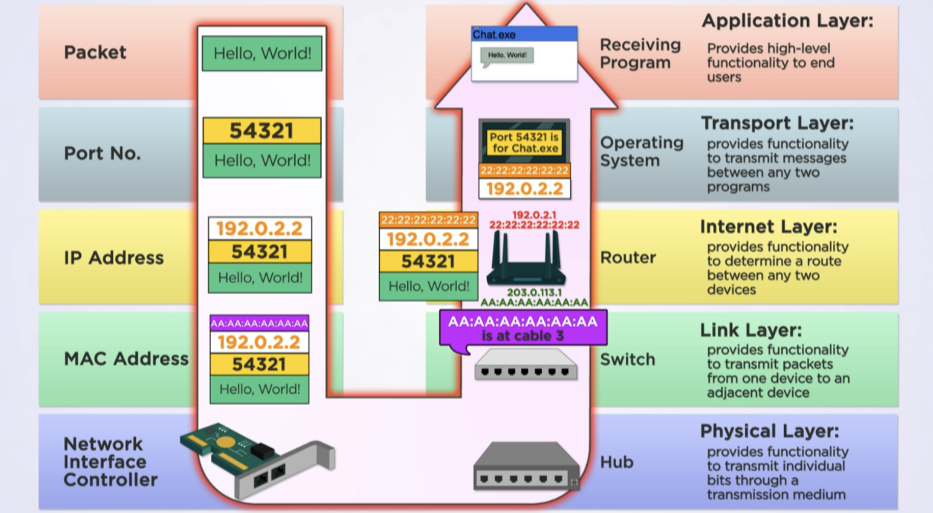 Packet
Hello, World!
Port No.
54321
Hello, World!
IP Address
192.0.2.2
54321
Hello, World!
MAC Address
AA:AA:AA:AA:AA:AA
192.0.2.2
54321
Hello, World!
Network
Interface
Controller
Chat.exe
Hello, World!
Receiving
Program
Application Layer:
Provides high-level
functionality to end
users
Port 54321 is
for Chat.exe
22:22:22:22:22:22
192.0.2.2
Operating
System
Transport Layer:
provides functionality
to transmit messages
between any two
programs
22:22:22:22:22:22
192.0.2.2
54321
Hello, World!
192.0.2.1
22:22:22:22:22:22
203.0.113.1
AA:AA:AA:AA:AA:AA
Router
Internet Layer:
provides functionality
to determine a route
between any two
devices
AA:AA:AA:AA:AA:AA
is at cable 3
Switch
Link Layer:
provides functionality
to transmit packets
from one device to an
adjacent device
Hub
Physical Layer:
provides functionality
to transmit individual
bits through a
transmission medium